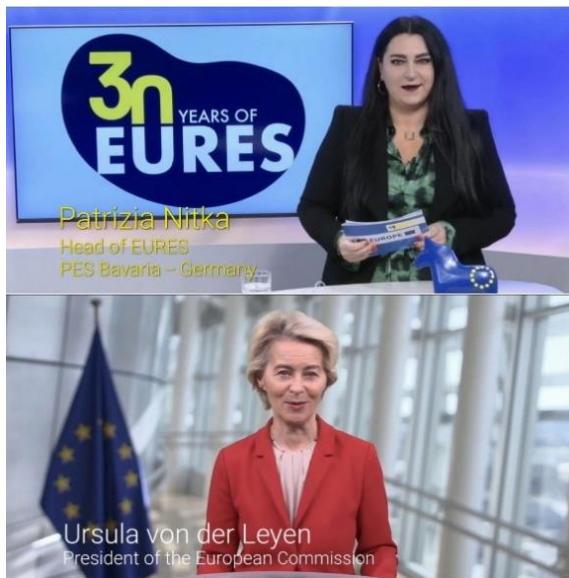 30
YEARS OF
EURES
Patrizia Nitka
Head of EURES
PES Bavaria – Germany
EUROPE
Ursula von der Leyen
President of the European Commission